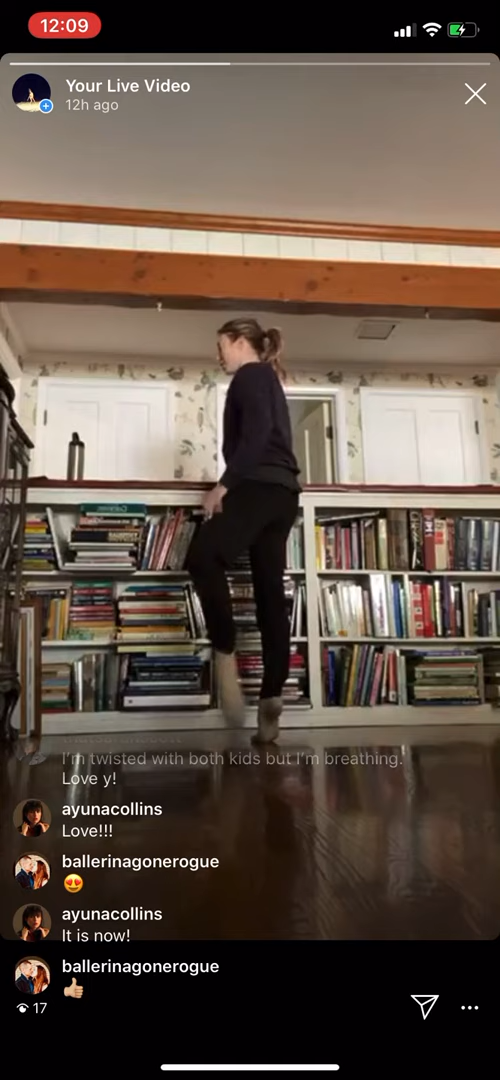 12:09
Your Live Video
12h ago
I'm twisted with both kids but I'm breathing.
Love y!
ayunacollins
Love!!!
ballerinagonerogue
😍
ayunacollins
It is now!
ballerinagonerogue
👍🏼
17